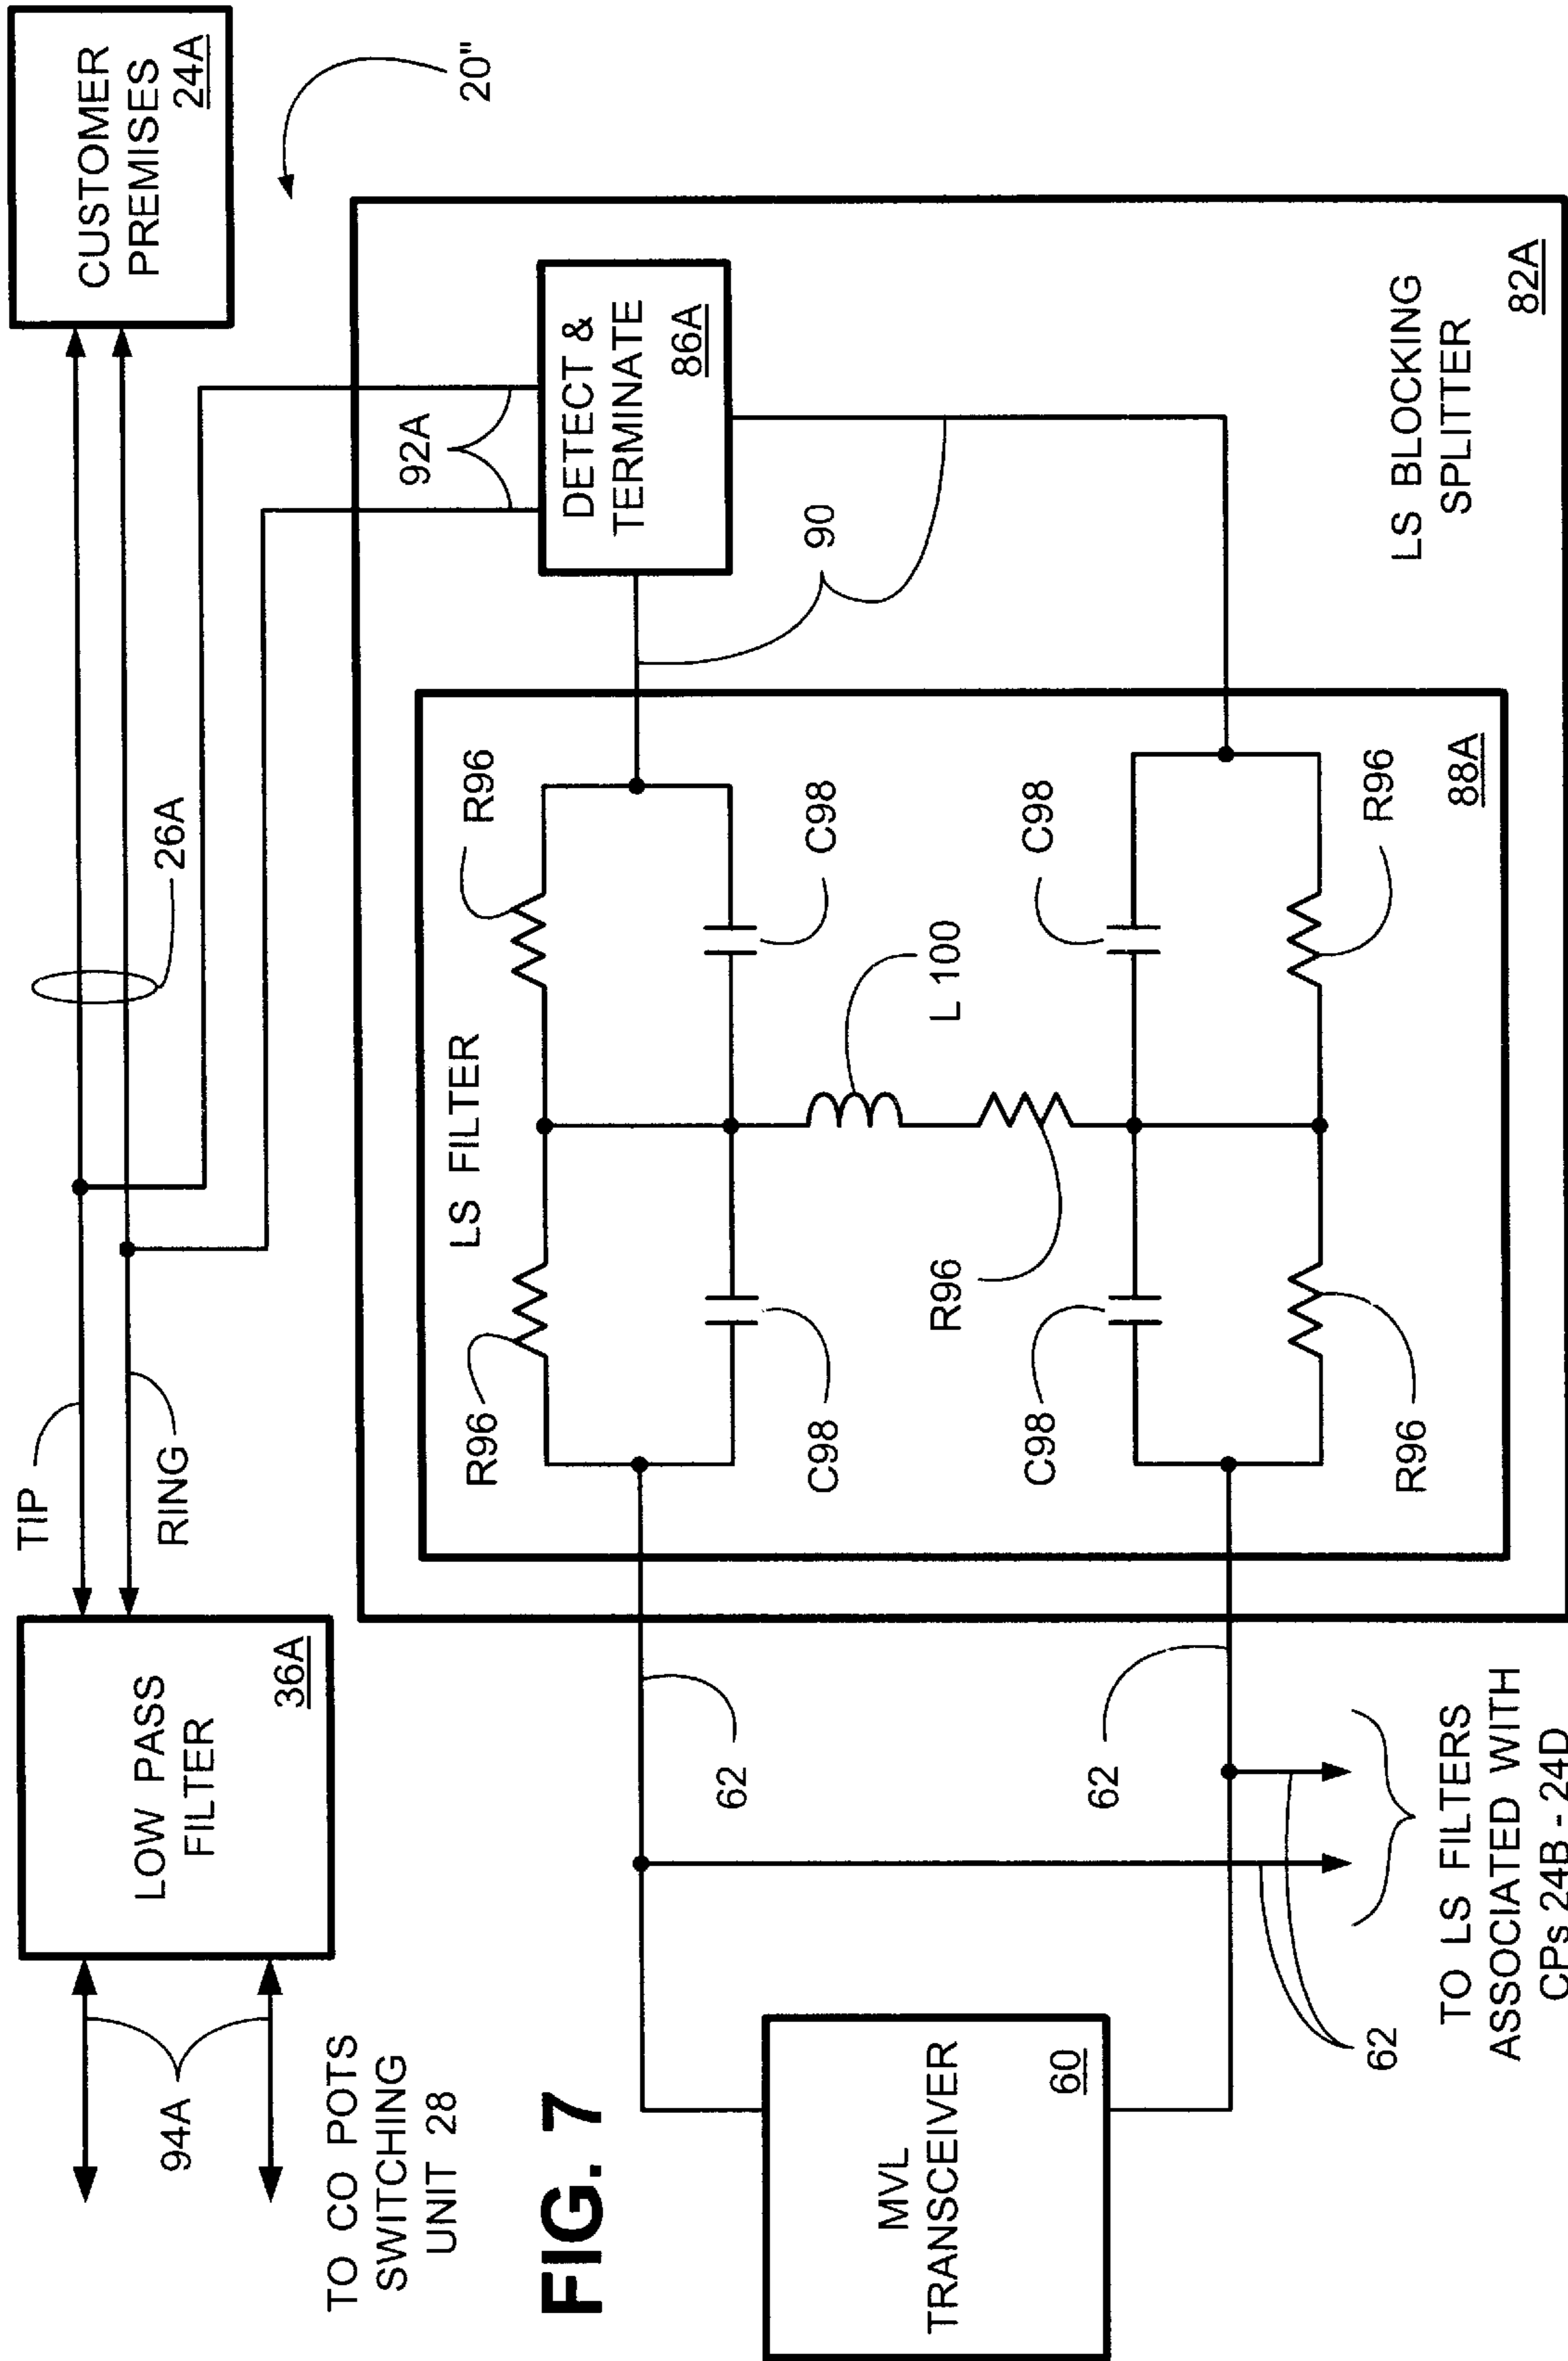 CUSTOMER
PREMISES
24A
20"
26A
TIP
RING
LOW PASS
FILTER
36A
94A
TO CO POTS
SWITCHING
UNIT 28
92A
DETECT &
TERMINATE
86A
90
LS BLOCKING
SPLITTER
82A
LS FILTER
R96
R96
C98
C98
L 100
R96
C98
C98
R96
R96
88A
62
62
62
MVL
TRANSCEIVER
60
TO LS FILTERS
ASSOCIATED WITH
CPs 24B - 24D
FIG. 7